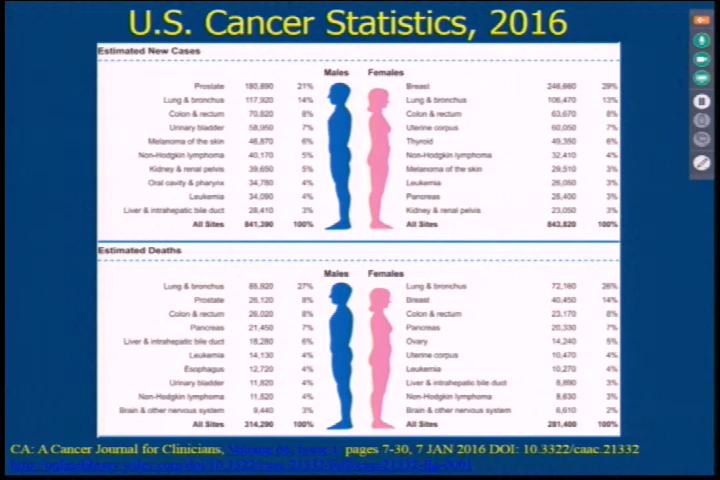 U.S. Cancer Statistics, 2016
Estimated New Cases
Males Females
Prostate 180,890 21% Breast 246,660 29%
Lung & bronchus 117,920 14% Lung & bronchus 106,470 13%
Colon & rectum 70,820 8% Colon & rectum 63,670 8%
Urinary bladder 58,950 7% Uterine corpus 60,050 7%
Melanoma of the skin 46,870 6% Thyroid 49,350 6%
Non-Hodgkin lymphoma 40,170 5% Non-Hodgkin lymphoma 32,410 4%
Kidney & renal pelvis 39,650 5% Melanoma of the skin 29,510 3%
Oral cavity & pharynx 34,780 4% Leukemia 26,050 3%
Leukemia 34,090 4% Pancreas 25,400 3%
Liver & intrahepatic bile duct 28,410 3% Kidney & renal pelvis 23,050 3%
All Sites 841,390 100% All Sites 843,820 100%
Estimated Deaths
Males Females
Lung & bronchus 85,920 27% Lung & bronchus 72,160 26%
Prostate 26,120 8% Breast 40,450 14%
Colon & rectum 26,020 8% Colon & rectum 23,170 8%
Pancreas 21,450 7% Pancreas 20,330 7%
Liver & intrahepatic bile duct 18,280 6% Ovary 14,240 5%
Leukemia 14,130 4% Uterine corpus 10,470 4%
Esophagus 12,720 4% Leukemia 10,270 4%
Urinary bladder 11,820 4% Liver & intrahepatic bile duct 8,890 3%
Non-Hodgkin lymphoma 11,520 4% Non-Hodgkin lymphoma 8,630 3%
Brain & other nervous system 9,440 3% Brain & other nervous system 6,610 2%
All Sites 314,290 100% All Sites 281,400 100%
CA: A Cancer Journal for Clinicians, Volume 66, Issue 1, pages 7-30, 7 JAN 2016 DOI: 10.3322/caac.21332